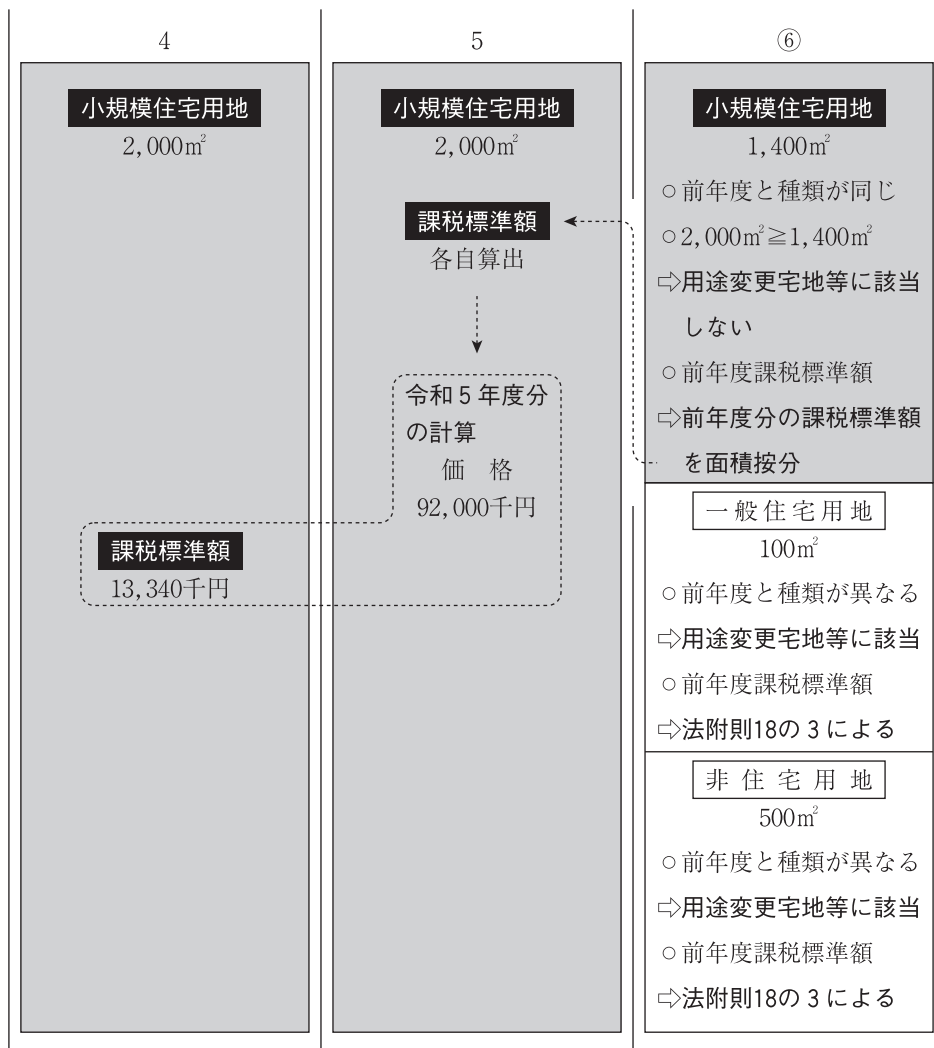 4
小規模住宅用地
2,000㎡
課税標準額
13,340千円
5
小規模住宅用地
2,000㎡
課税標準額
各自算出
令和5年度分
の計算
価 格
92,000千円
⑥
小規模住宅用地
1,400㎡
○前年度と種類が同じ
○2,000㎡≧1,400㎡
⇨用途変更宅地等に該当
しない
○前年度課税標準額
⇨前年度分の課税標準額
を面積按分
一般住宅用地
100㎡
○前年度と種類が異なる
⇨用途変更宅地等に該当
○前年度課税標準額
⇨法附則18の3による
非住宅用地
500㎡
○前年度と種類が異なる
⇨用途変更宅地等に該当
○前年度課税標準額
⇨法附則18の3による